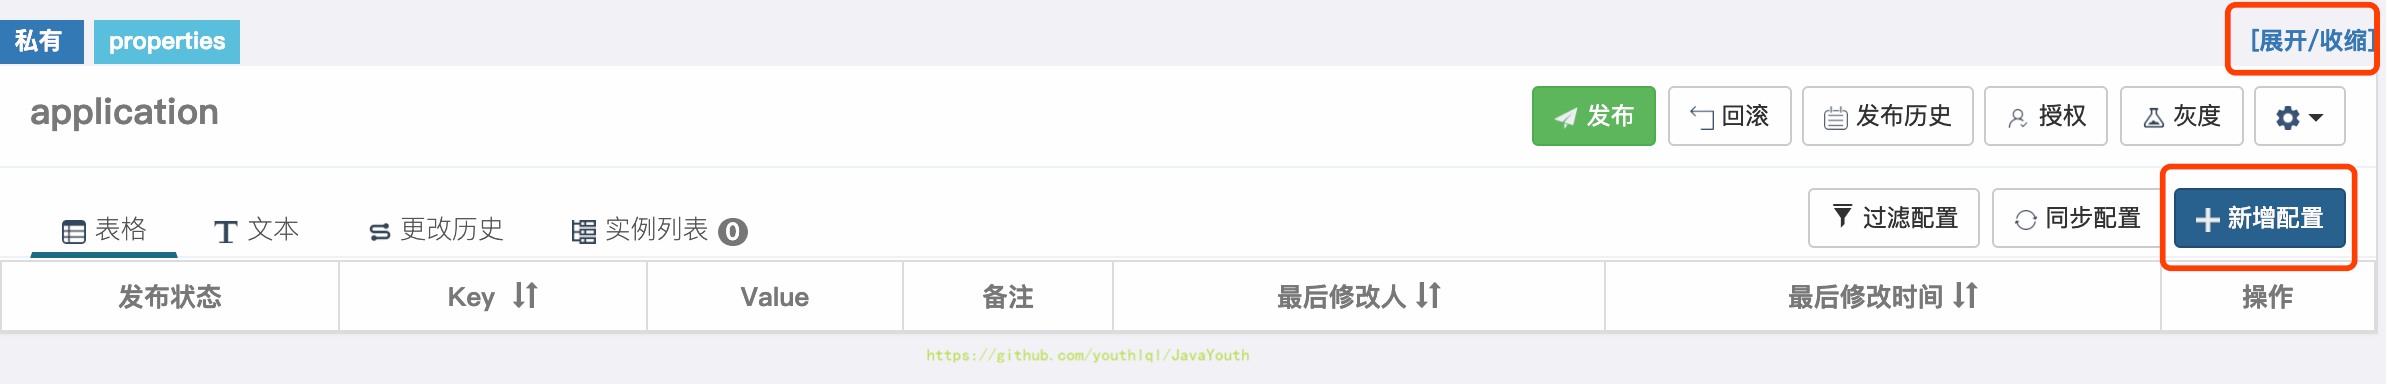 私有 properties [展开/收缩]
application 发布 回滚 发布历史 授权 灰度
表格 文本 更改历史 实例列表 0 过滤配置 同步配置 新增配置
发布状态 Key Value 备注 最后修改人 最后修改时间 操作
https://github.com/youthlql/JavaYouth